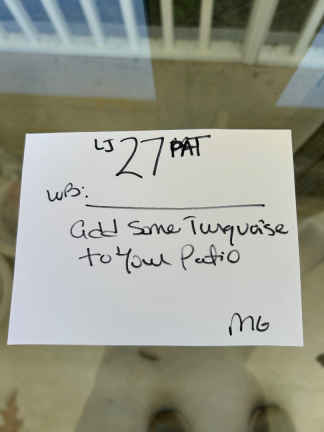 LJ 27 PAT
WB:
add Some Turquoise
to Your Patio
MG